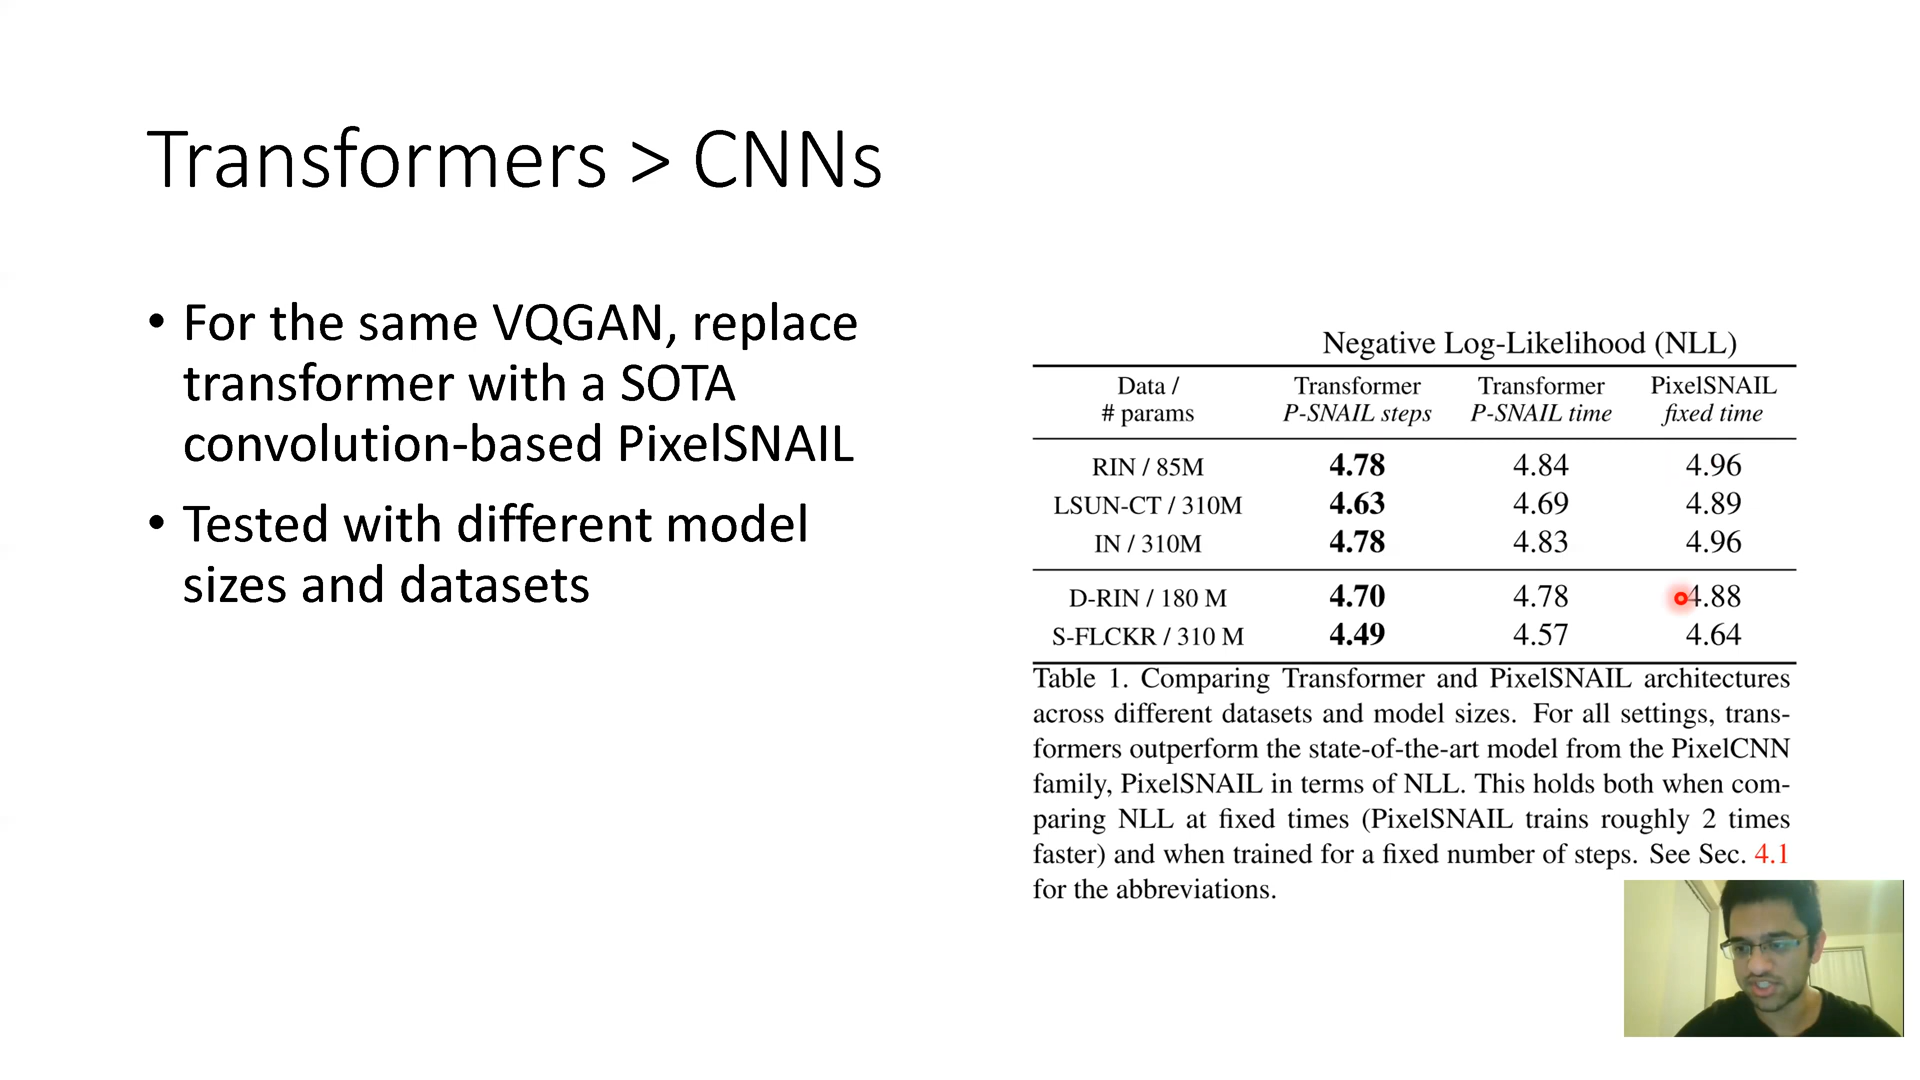 Transformers > CNNs
• For the same VQGAN, replace
transformer with a SOTA
convolution-based PixelSNAIL
• Tested with different model
sizes and datasets
Negative Log-Likelihood (NLL)
Data / Transformer Transformer PixelSNAIL
# params P-SNAIL steps P-SNAIL time fixed time
RIN / 85M 4.78 4.84 4.96
LSUN-CT / 310M 4.63 4.69 4.89
IN / 310M 4.78 4.83 4.96
D-RIN / 180 M 4.70 4.78 4.88
S-FLCKR / 310 M 4.49 4.57 4.64
Table 1. Comparing Transformer and PixelSNAIL architectures
across different datasets and model sizes. For all settings, trans-
formers outperform the state-of-the-art model from the PixelCNN
family, PixelSNAIL in terms of NLL. This holds both when com-
paring NLL at fixed times (PixelSNAIL trains roughly 2 times
faster) and when trained for a fixed number of steps. See Sec. 4.1
for the abbreviations.